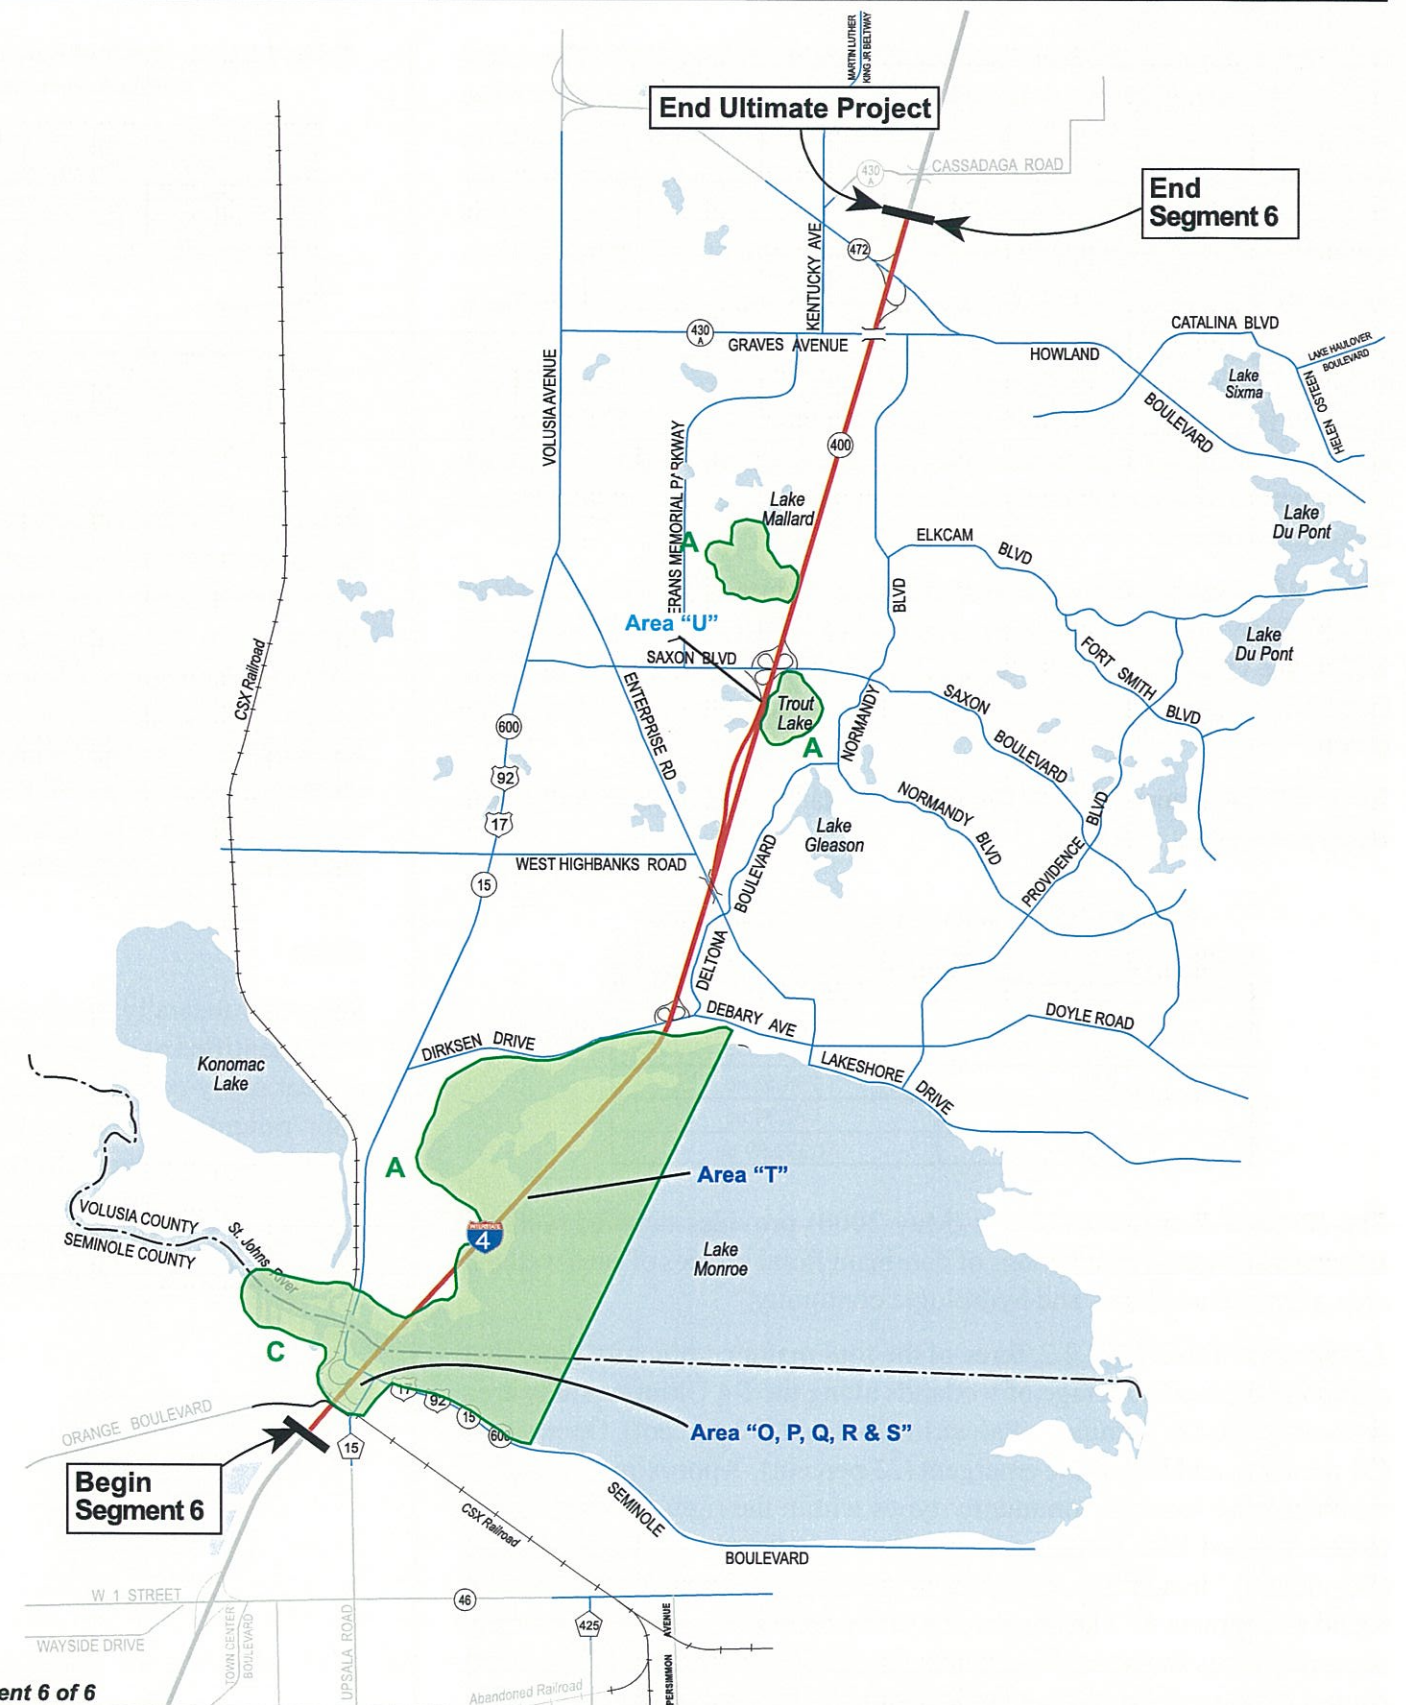 MARTIN LUTHER
KING JR BELTWAY
End Ultimate Project
CASSADAGA ROAD
430
A
End
Segment 6
KENTUCKY AVE
472
430
A
GRAVES AVENUE
HOWLAND
BOULEVARD
CATALINA BLVD
LAKE HAULOVER
BOULEVARD
HELEN OSTEEN
Lake
Sixma
VOLUSIA AVENUE
ERANS MEMORIAL PARKWAY
400
Lake
Mallard
A
Lake
Du Pont
ELKCAM BLVD
BLVD
Area “U”
SAXON BLVD
Lake
Du Pont
FORT SMITH BLVD
CSX Railroad
ENTERPRISE RD
Trout
Lake
A
NORMANDY
SAXON
BOULEVARD
600
92
17
NORMANDY BLVD
Lake
Gleason
PROVIDENCE BLVD
WEST HIGHBANKS ROAD
15
BOULEVARD
DELTONA
DEBARY AVE
DOYLE ROAD
DIRKSEN DRIVE
LAKESHORE DRIVE
Konomac
Lake
A
Area “T”
VOLUSIA COUNTY
SEMINOLE COUNTY
St. Johns River
INTERSTATE
4
Lake
Monroe
C
17
92
15
600
ORANGE BOULEVARD
Area “O, P, Q, R & S”
15
Begin
Segment 6
CSX Railroad
SEMINOLE
BOULEVARD
W 1 STREET
46
425
WAYSIDE DRIVE
TOWN CENTER
BOULEVARD
UPSALA ROAD
PERSIMMON AVENUE
Abandoned Railroad
ent 6 of 6